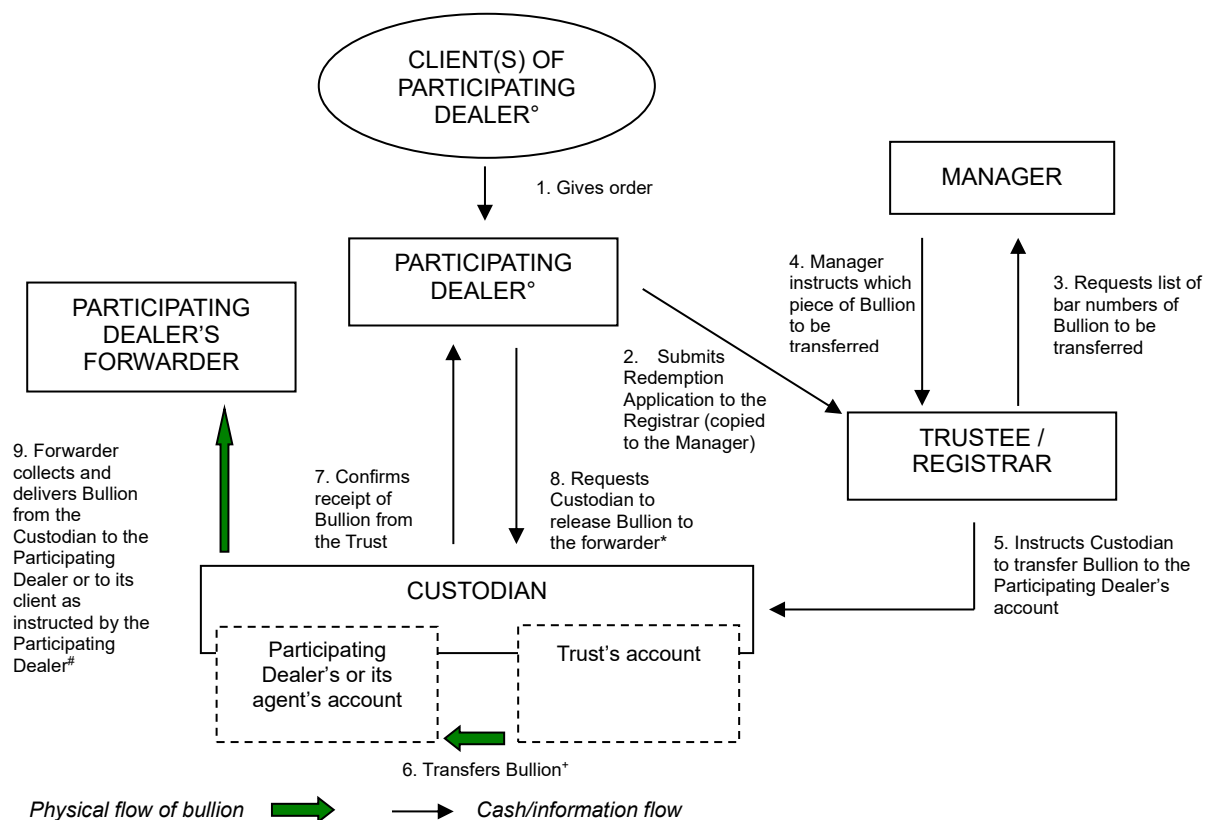 CLIENT(S) OF
PARTICIPATING
DEALER°
1. Gives order
MANAGER
PARTICIPATING
DEALER°
4. Manager
instructs which
piece of Bullion
to be
transferred
3. Requests list of
bar numbers of
Bullion to be
transferred
PARTICIPATING
DEALER’S
FORWARDER
2. Submits
Redemption
Application to the
Registrar (copied
to the Manager)
TRUSTEE /
REGISTRAR
9. Forwarder
collects and
delivers Bullion
from the
Custodian to the
Participating
Dealer or to its
client as
instructed by the
Participating
Dealer#
7. Confirms
receipt of
Bullion from
the Trust
8. Requests
Custodian to
release Bullion to
the forwarder*
5. Instructs Custodian
to transfer Bullion to the
Participating Dealer’s
account
CUSTODIAN
Participating
Dealer’s or its
agent’s account
Trust’s account
6. Transfers Bullion+
Physical flow of bullion
Cash/information flow